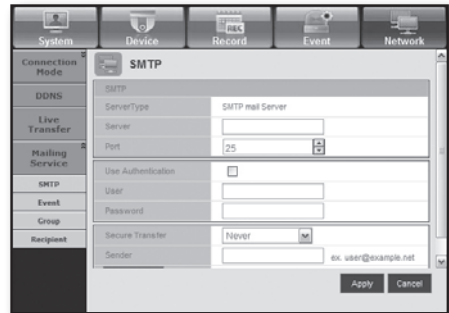 System Device Record Event Network
REC
Connection Mode
DDNS
Live Transfer
Mailing Service
SMTP
Event
Group
Recipient
SMTP
SMTP
ServerType SMTP mail Server
Server
Port 25
Use Authentication
User
Password
Secure Transfer Never
Sender ex. user@example.net
Apply Cancel